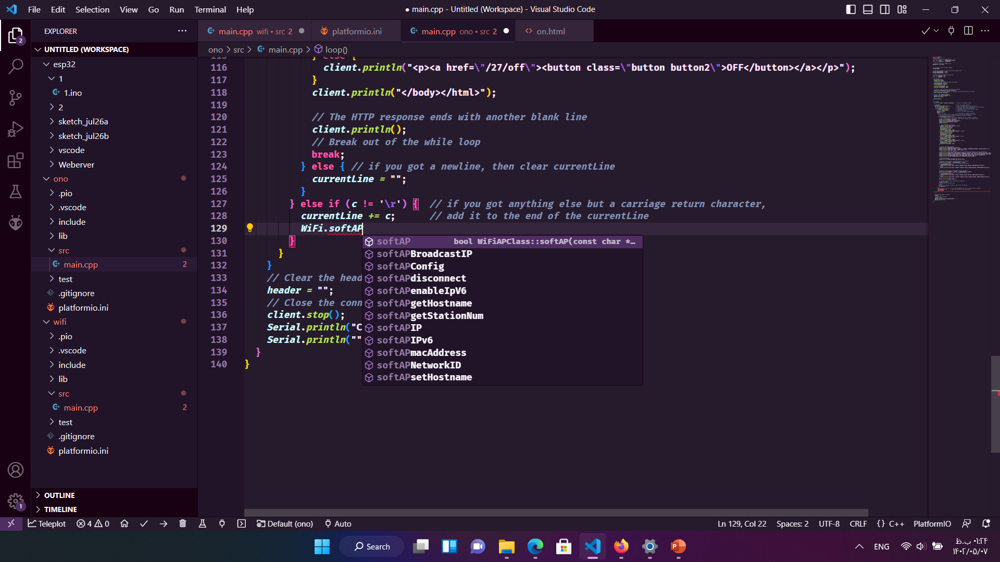 File Edit Selection View Go Run Terminal Help
● main.cpp - Untitled (Workspace) - Visual Studio Code
EXPLORER
main.cpp wifi • src 2
platformio.ini
main.cpp ono • src 2
on.html
ono > src > main.cpp > loop()
2
UNTITLED (WORKSPACE)
esp32
1
1.ino
2
sketch_jul26a
sketch_jul26b
vscode
Weberver
ono
.pio
.vscode
include
lib
src
main.cpp 2
test
.gitignore
platformio.ini
wifi
.pio
.vscode
include
lib
src
main.cpp 2
test
.gitignore
platformio.ini
OUTLINE
TIMELINE
1
115 } else {
116 client.println("<p><a href=\"/27/off\"><button class=\"button button2\">OFF</button></a></p>");
117 }
118 client.println("</body></html>");
119
120 // The HTTP response ends with another blank line
121 client.println();
122 // Break out of the while loop
123 break;
124 } else { // if you got a newline, then clear currentLine
125 currentLine = "";
126 }
127 } else if (c != '\r') { // if you got anything else but a carriage return character,
128 currentLine += c; // add it to the end of the currentLine
129 WiFi.softAP
130 }
131 }
132 }
133 // Clear the head
134 header = "";
135 // Close the conn
136 client.stop();
137 Serial.println("C
138 Serial.println(""
139 }
140 }
softAP bool WiFiAPClass::softAP(const char *…
softAPBroadcastIP
softAPConfig
softAPdisconnect
softAPenableIpV6
softAPgetHostname
softAPgetStationNum
softAPIP
softAPIPv6
softAPmacAddress
softAPNetworkID
softAPsetHostname
Teleplot 4 0 Default (ono) Auto
Ln 129, Col 22 Spaces: 2 UTF-8 CRLF {} C++ PlatformIO
Search
P
ENG
۰۱:۲۴ ب.ظ
۱۴۰۲/۰۵/۰۷